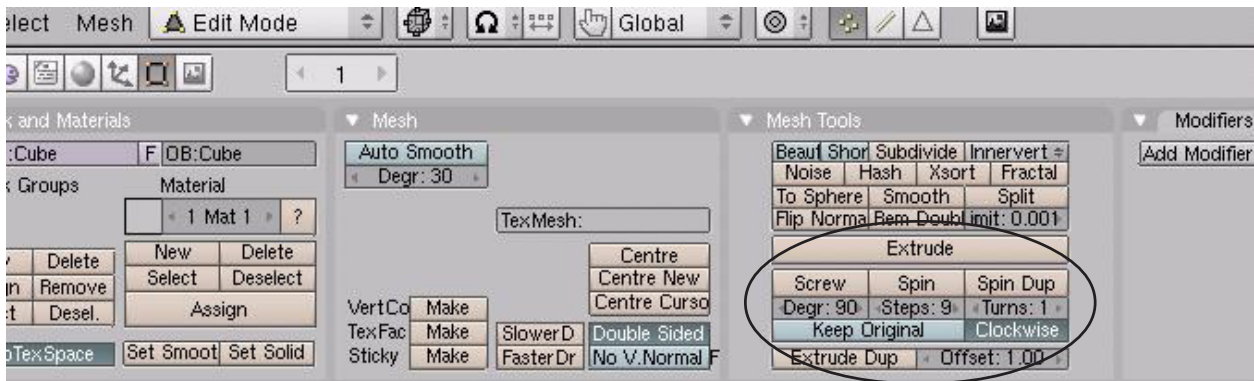 elect Mesh Edit Mode Global
1
k and Materials
:Cube F OB:Cube
k Groups Material
1 Mat 1 ?
Delete New Delete
Remove Select Deselect
Desel. Assign
oTexSpace Set Smoot Set Solid
Mesh
Auto Smooth
Degr: 30
TexMesh:
Centre
Centre New
VertCo Make Centre Curso
TexFac Make SlowerD Double Sided
Sticky Make FasterDr No V.Normal F
Mesh Tools
Beaut Shor Subdivide Innervert
Noise Hash Xsort Fractal
To Sphere Smooth Split
Flip Norma Rem Doubl Limit: 0.001
Extrude
Screw Spin Spin Dup
Degr: 90 Steps: 9 Turns: 1
Keep Original Clockwise
Extrude Dup Offset: 1.00
Modifiers
Add Modifier